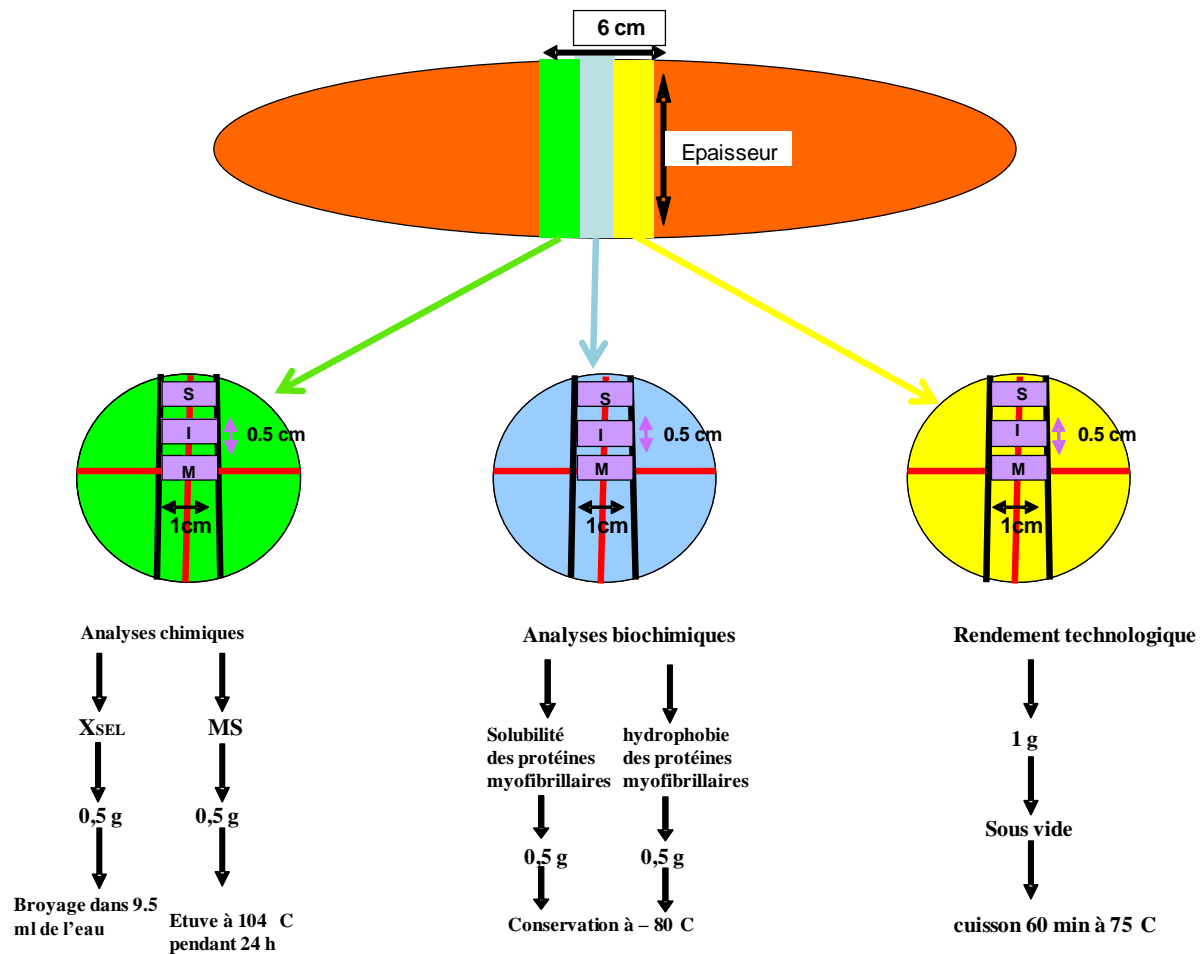 6 cm
Epaisseur
S
I
0.5 cm
M
1cm
S
I
0.5 cm
M
1cm
S
I
0.5 cm
M
1cm
Analyses chimiques
XSEL
MS
0,5 g
0,5 g
Broyage dans 9.5
ml de l'eau
Etuve à 104 C
pendant 24 h
Analyses biochimiques
Solubilité
des protéines
myofibrillaires
hydrophobie
des protéines
myofibrillaires
0,5 g
0,5 g
Conservation à – 80 C
Rendement technologique
1 g
Sous vide
cuisson 60 min à 75 C